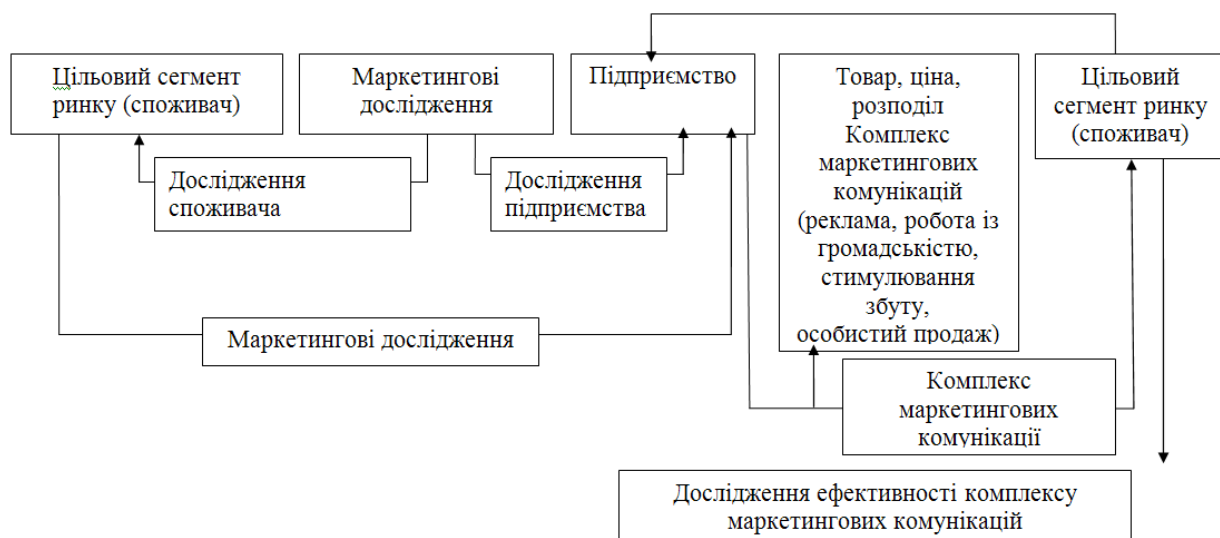 Цільовий сегмент
ринку (споживач)
Маркетингові
дослідження
Підприємство
Товар, ціна,
розподіл
Комплекс
маркетингових
комунікацій
(реклама, робота із
громадськістю,
стимулювання
збуту,
особистий продаж)
Цільовий
сегмент ринку
(споживач)
Дослідження
споживача
Дослідження
підприємства
Маркетингові дослідження
Комплекс
маркетингових
комунікації
Дослідження ефективності комплексу
маркетингових комунікацій